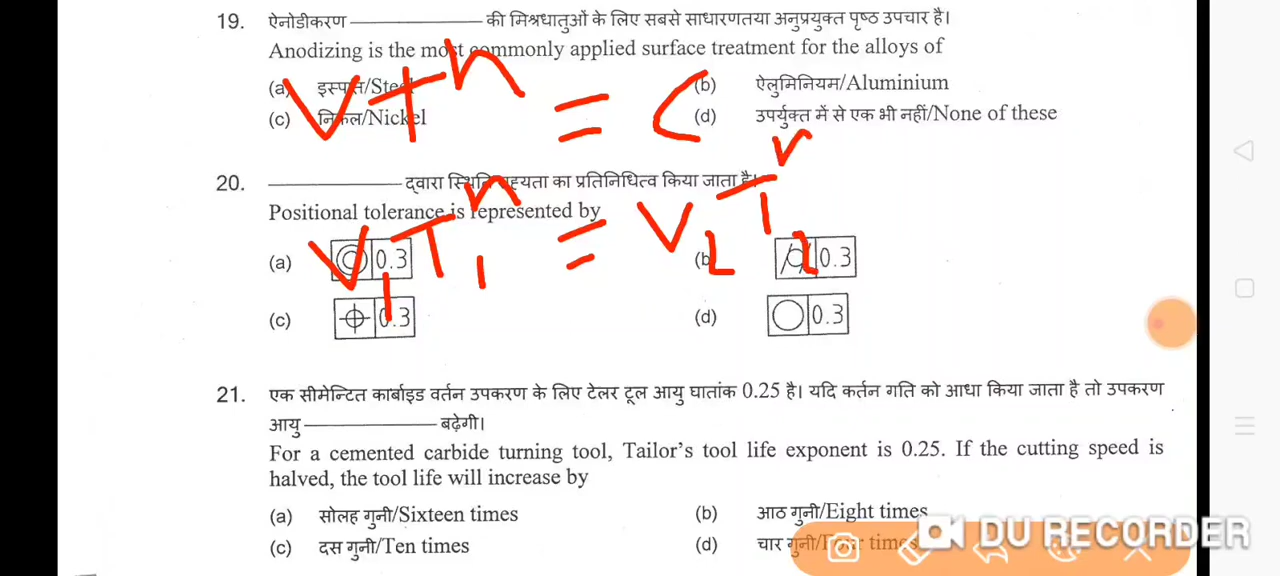 19. ऐनोडीकरण ——————— की मिश्रधातुओं के लिए सबसे साधारणतया अनुप्रयुक्त पृष्ठ उपचार है।
Anodizing is the most commonly applied surface treatment for the alloys of
(a) इस्पात/Steel (b) ऐलुमिनियम/Aluminium
(c) निकल/Nickel (d) उपर्युक्त में से एक भी नहीं/None of these
VT^n = C
20. ——————— द्वारा स्थिति सह्यता का प्रतिनिधित्व किया जाता है।
Positional tolerance is represented by
V1T1^n = V2T2^n
(a) ◎ 0.3 (b) ⌭ 0.3
(c) ⌖ 0.3 (d) ○ 0.3
21. एक सीमेन्टित कार्बाइड वर्तन उपकरण के लिए टेलर टूल आयु घातांक 0.25 है। यदि कर्तन गति को आधा किया जाता है तो उपकरण
आयु ——————— बढ़ेगी।
For a cemented carbide turning tool, Tailor's tool life exponent is 0.25. If the cutting speed is
halved, the tool life will increase by
(a) सोलह गुनी/Sixteen times (b) आठ गुनी/Eight times
(c) दस गुनी/Ten times (d) चार गुनी/Four times
DU RECORDER